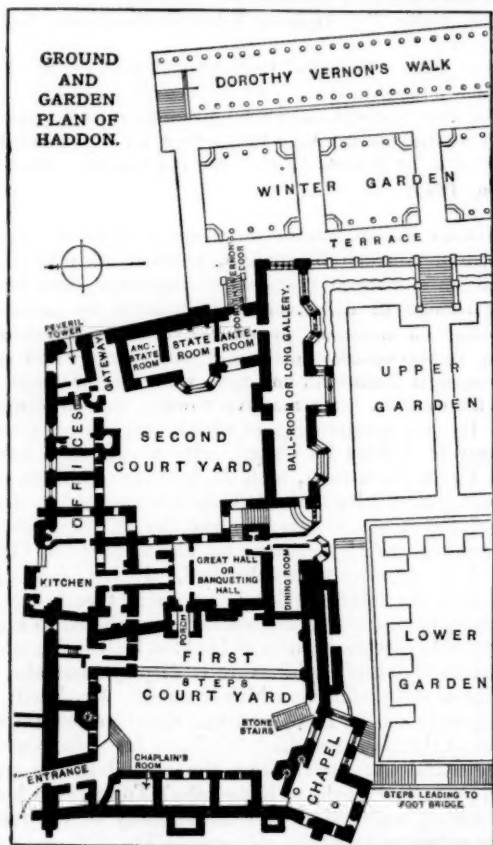 GROUND
AND
GARDEN
PLAN OF
HADDON.
DOROTHY VERNON'S WALK
WINTER GARDEN
TERRACE
DOROTHY VERNON
DOOR
PEVERIL
TOWER
GATEWAY
ANC.
STATE
ROOM
STATE
ROOM
ANTE-
ROOM
BALL-ROOM OR LONG GALLERY.
UPPER
GARDEN
OFFICES
SECOND
COURT YARD
KITCHEN
GREAT HALL
OR
BANQUETING
HALL
DINING ROOM
PORCH
LOWER
GARDEN
FIRST
STEPS
COURT YARD
STONE
STAIRS
CHAPLAIN'S
ROOM
ENTRANCE
CHAPEL
STEPS LEADING TO
FOOT BRIDGE